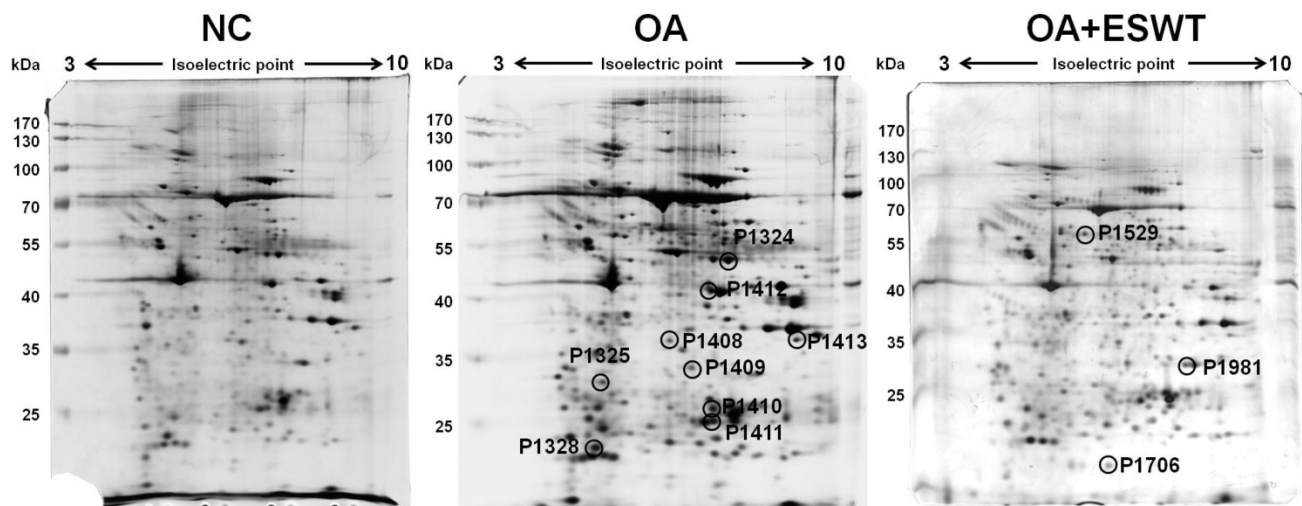 NC
kDa 3 Isoelectric point 10
170
130
100
70
55
40
35
25
OA
kDa 3 Isoelectric point 10
170
130
100
70
55
40
35
25
P1324
P1412
P1408
P1413
P1325
P1409
P1410
P1411
P1328
OA+ESWT
kDa 3 Isoelectric point 10
170
130
100
70
55
40
35
25
P1529
P1981
P1706